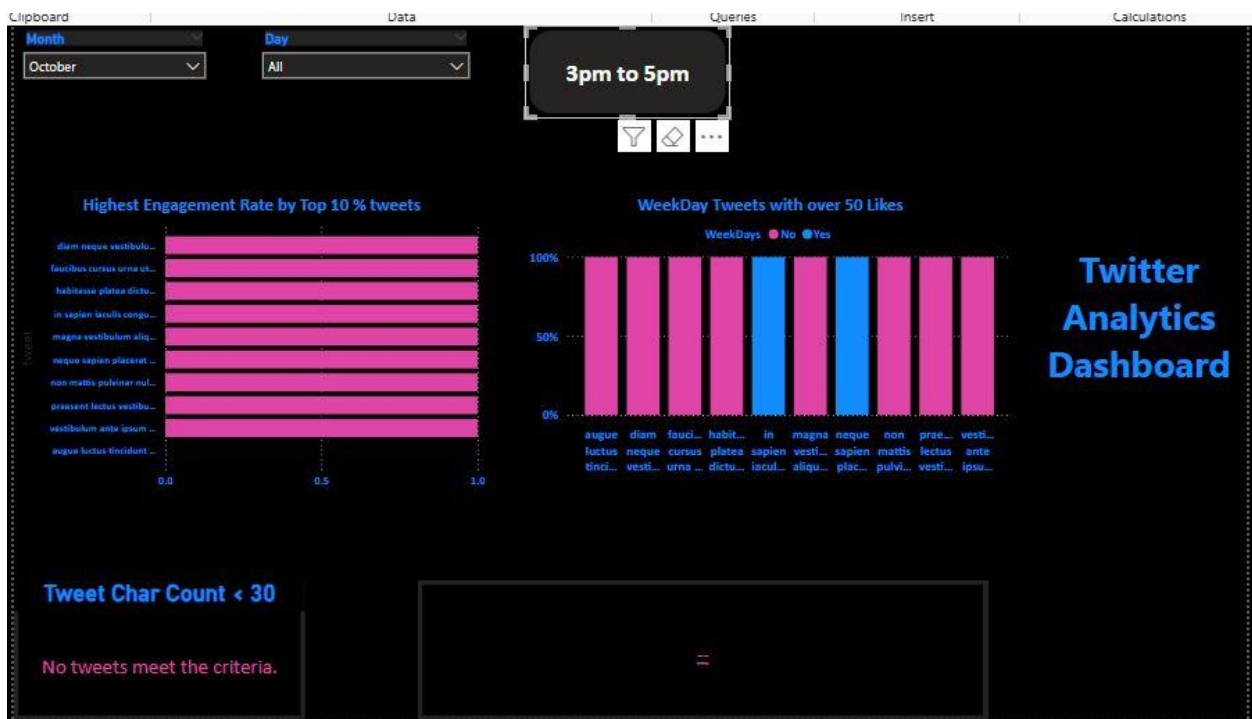 Clipboard
Data
Queries
Insert
Calculations
Month
Day
October
All
3pm to 5pm
Highest Engagement Rate by Top 10 % tweets
tweet
diam neque vestibulu...
faucibus cursus urna ut...
habitasse platea dictu...
in sapien iaculis congu...
magna vestibulum aliq...
neque sapien placerat ...
non mattis pulvinar nul...
praesent lectus vestibu...
vestibulum ante ipsum ...
augue luctus tincidunt ...
0.0 0.5 1.0
WeekDay Tweets with over 50 Likes
WeekDays No Yes
100%
50%
0%
augue diam fauci... habit... in magna neque non prae... vesti...
luctus neque cursus platea sapien vesti... sapien mattis lectus ante
tinci... vesti... urna ... dictu... iacul... aliqu... plac... pulvi... vesti... ipsu...
Twitter
Analytics
Dashboard
Tweet Char Count < 30
No tweets meet the criteria.
=